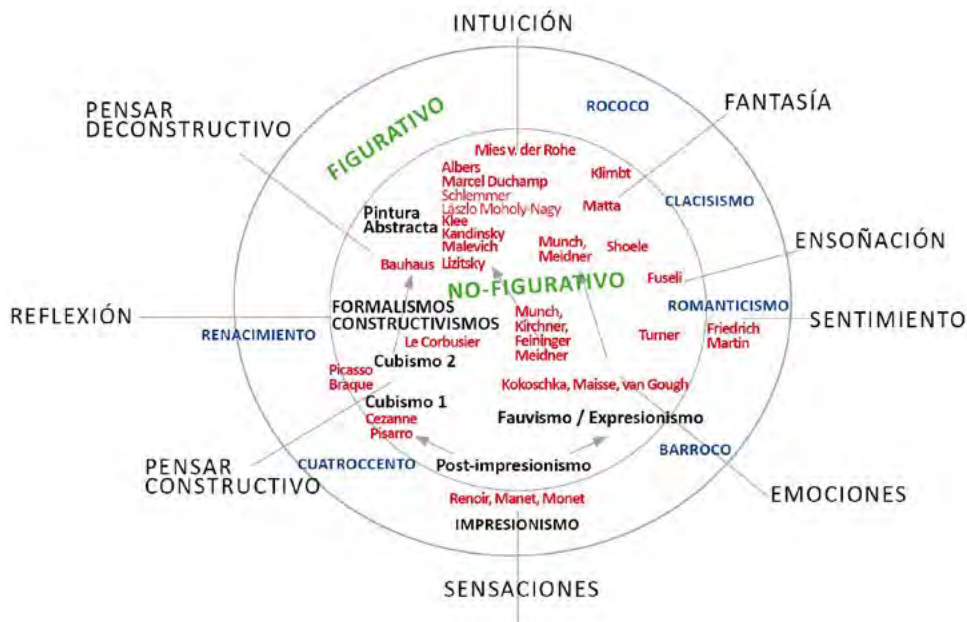 INTUICIÓN
PENSAR
DECONSTRUCTIVO
FIGURATIVO
ROCOCO
FANTASÍA
Mies v. der Rohe
Albers
Marcel Duchamp
Schlemmer
Lászlo Moholy-Nagy
Klee
Kandinsky
Malevich
Lizitsky
Pintura
Abstracta
Bauhaus
Klimbt
Matta
CLACISISMO
Munch,
Meidner
Shoele
ENSOÑACIÓN
Fuseli
NO-FIGURATIVO
REFLEXIÓN
RENACIMIENTO
FORMALISMOS
CONSTRUCTIVISMOS
Le Corbusier
Munch,
Kirchner,
Feininger
Meidner
ROMANTICISMO
Turner
Friedrich
Martin
SENTIMIENTO
Cubismo 2
Picasso
Braque
Kokoschka, Maisse, van Gough
Cubismo 1
Cezanne
Pisarro
Fauvismo / Expresionismo
BARROCO
PENSAR
CONSTRUCTIVO
CUATROCCENTO
Post-impresionismo
EMOCIONES
Renoir, Manet, Monet
IMPRESIONISMO
SENSACIONES